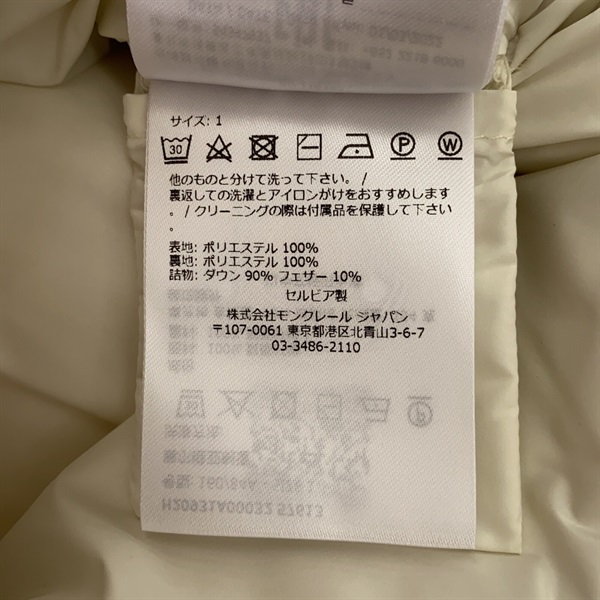 サイズ: 1
30
P
W
他のものと分けて洗って下さい。/
裏返しての洗濯とアイロンがけをおすすめします
。/ クリーニングの際は付属品を保護して下さい
。
表地: ポリエステル 100%
裏地: ポリエステル 100%
詰物: ダウン 90% フェザー 10%
セルビア製
株式会社モンクレール ジャパン
〒107-0061 東京都港区北青山3-6-7
03-3486-2110
H20931A00032 57613